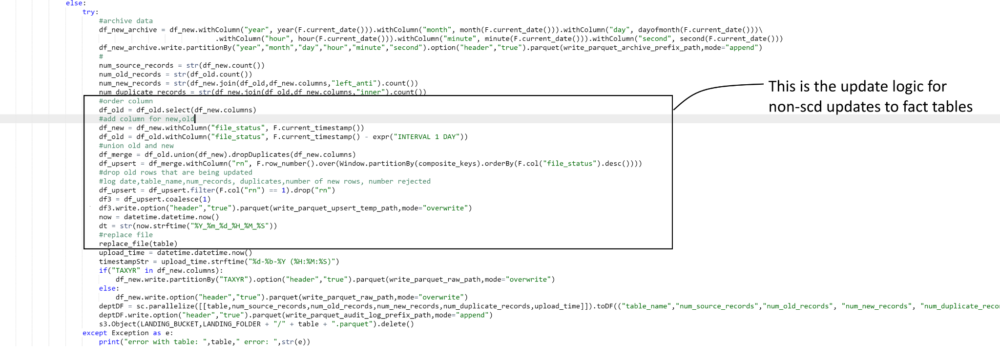 else:
try:
#archive data
df_new_archive = df_new.withColumn("year", year(F.current_date())).withColumn("month", month(F.current_date())).withColumn("day", dayofmonth(F.current_date()))\
.withColumn("hour", hour(F.current_date())).withColumn("minute", minute(F.current_date())).withColumn("second", second(F.current_date()))
df_new_archive.write.partitionBy("year","month","day","hour","minute","second").option("header","true").parquet(write_parquet_archive_prefix_path,mode="append")
#
num_source_records = str(df_new.count())
num_old_records = str(df_old.count())
num_new_records = str(df_new.join(df_old,df_new.columns,"left_anti").count())
num_duplicate_records = str(df_new.join(df_old,df_new.columns,"inner").count())
#order column
df_old = df_old.select(df_new.columns)
#add column for new,old
df_new = df_new.withColumn("file_status", F.current_timestamp())
df_old = df_old.withColumn("file_status", F.current_timestamp() - expr("INTERVAL 1 DAY"))
#union old and new
df_merge = df_old.union(df_new).dropDuplicates(df_new.columns)
df_upsert = df_merge.withColumn("rn", F.row_number().over(Window.partitionBy(composite_keys).orderBy(F.col("file_status").desc())))
#drop old rows that are being updated
#log date,table_name,num_records, duplicates,number of new rows, number rejected
df_upsert = df_upsert.filter(F.col("rn") == 1).drop("rn")
df3 = df_upsert.coalesce(1)
df3.write.option("header","true").parquet(write_parquet_upsert_temp_path,mode="overwrite")
now = datetime.datetime.now()
dt = str(now.strftime("%Y_%m_%d_%H_%M_%S"))
#replace file
replace_file(table)
upload_time = datetime.datetime.now()
timestampStr = upload_time.strftime("%d-%b-%Y (%H:%M:%S)")
if("TAXYR" in df_new.columns):
df_new.write.partitionBy("TAXYR").option("header","true").parquet(write_parquet_raw_path,mode="overwrite")
else:
df_new.write.option("header","true").parquet(write_parquet_raw_path,mode="overwrite")
deptDF = sc.parallelize([[table,num_source_records,num_old_records,num_new_records,num_duplicate_records,upload_time]]).toDF(("table_name","num_source_records","num_old_records", "num_new_records", "num_duplicate_reco
deptDF.write.option("header","true").parquet(write_parquet_audit_log_prefix_path,mode="append")
s3.Object(LANDING_BUCKET,LANDING_FOLDER + "/" + table + ".parquet").delete()
except Exception as e:
print("error with table: ",table," error: ",str(e))
This is the update logic for
non-scd updates to fact tables